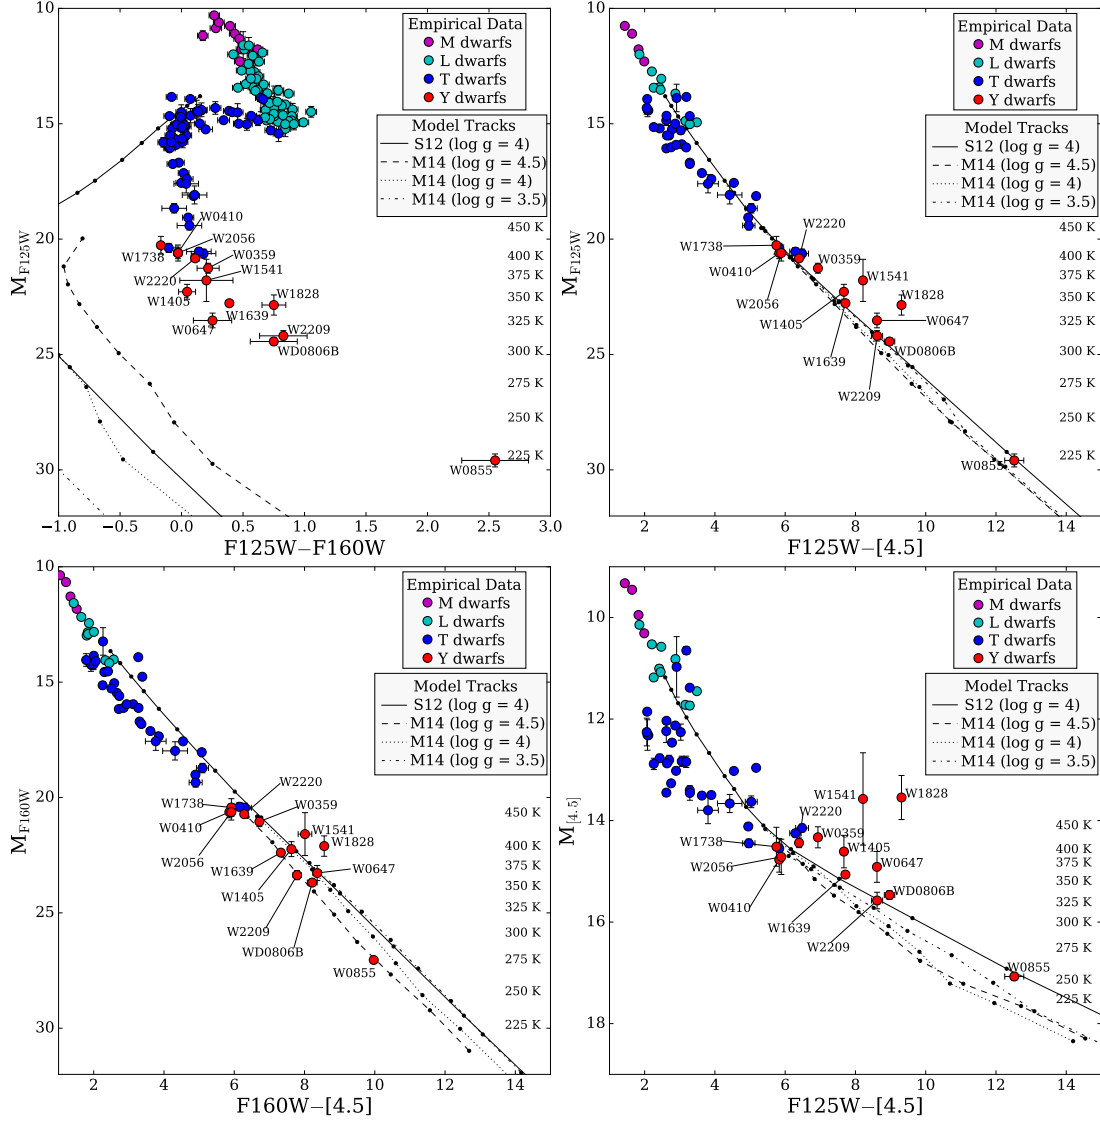 10
15
20
25
30
−1.0
−0.5
0.0
0.5
1.0
1.5
2.0
2.5
3.0
M_F125W
F125W−F160W
Empirical Data
M dwarfs
L dwarfs
T dwarfs
Y dwarfs
Model Tracks
S12 (log g = 4)
M14 (log g = 4.5)
M14 (log g = 4)
M14 (log g = 3.5)
450 K
400 K
375 K
350 K
325 K
300 K
275 K
250 K
225 K
W0410
W2056
W1738
W0359
W2220
W1541
W1405
W1828
W1639
W0647
W2209
WD0806B
W0855
10
15
20
25
30
2
4
6
8
10
12
14
M_F125W
F125W−[4.5]
Empirical Data
M dwarfs
L dwarfs
T dwarfs
Y dwarfs
Model Tracks
S12 (log g = 4)
M14 (log g = 4.5)
M14 (log g = 4)
M14 (log g = 3.5)
450 K
400 K
375 K
350 K
325 K
300 K
275 K
250 K
225 K
W2220
W1738
W0359
W0410
W1541
W1828
W2056
W1405
W0647
W1639
WD0806B
W2209
W0855
10
15
20
25
30
2
4
6
8
10
12
14
M_F160W
F160W−[4.5]
Empirical Data
M dwarfs
L dwarfs
T dwarfs
Y dwarfs
Model Tracks
S12 (log g = 4)
M14 (log g = 4.5)
M14 (log g = 4)
M14 (log g = 3.5)
450 K
400 K
375 K
350 K
325 K
300 K
275 K
250 K
225 K
W2220
W1738
W0359
W0410
W1541
W1828
W2056
W1639
W0647
W1405
W2209
WD0806B
W0855
10
12
14
16
18
2
4
6
8
10
12
14
M_[4.5]
F125W−[4.5]
Empirical Data
M dwarfs
L dwarfs
T dwarfs
Y dwarfs
Model Tracks
S12 (log g = 4)
M14 (log g = 4.5)
M14 (log g = 4)
M14 (log g = 3.5)
450 K
400 K
375 K
350 K
325 K
300 K
275 K
250 K
225 K
W1541
W1828
W2220
W1738
W0359
W1405
W2056
W0647
W0410
WD0806B
W1639
W2209
W0855